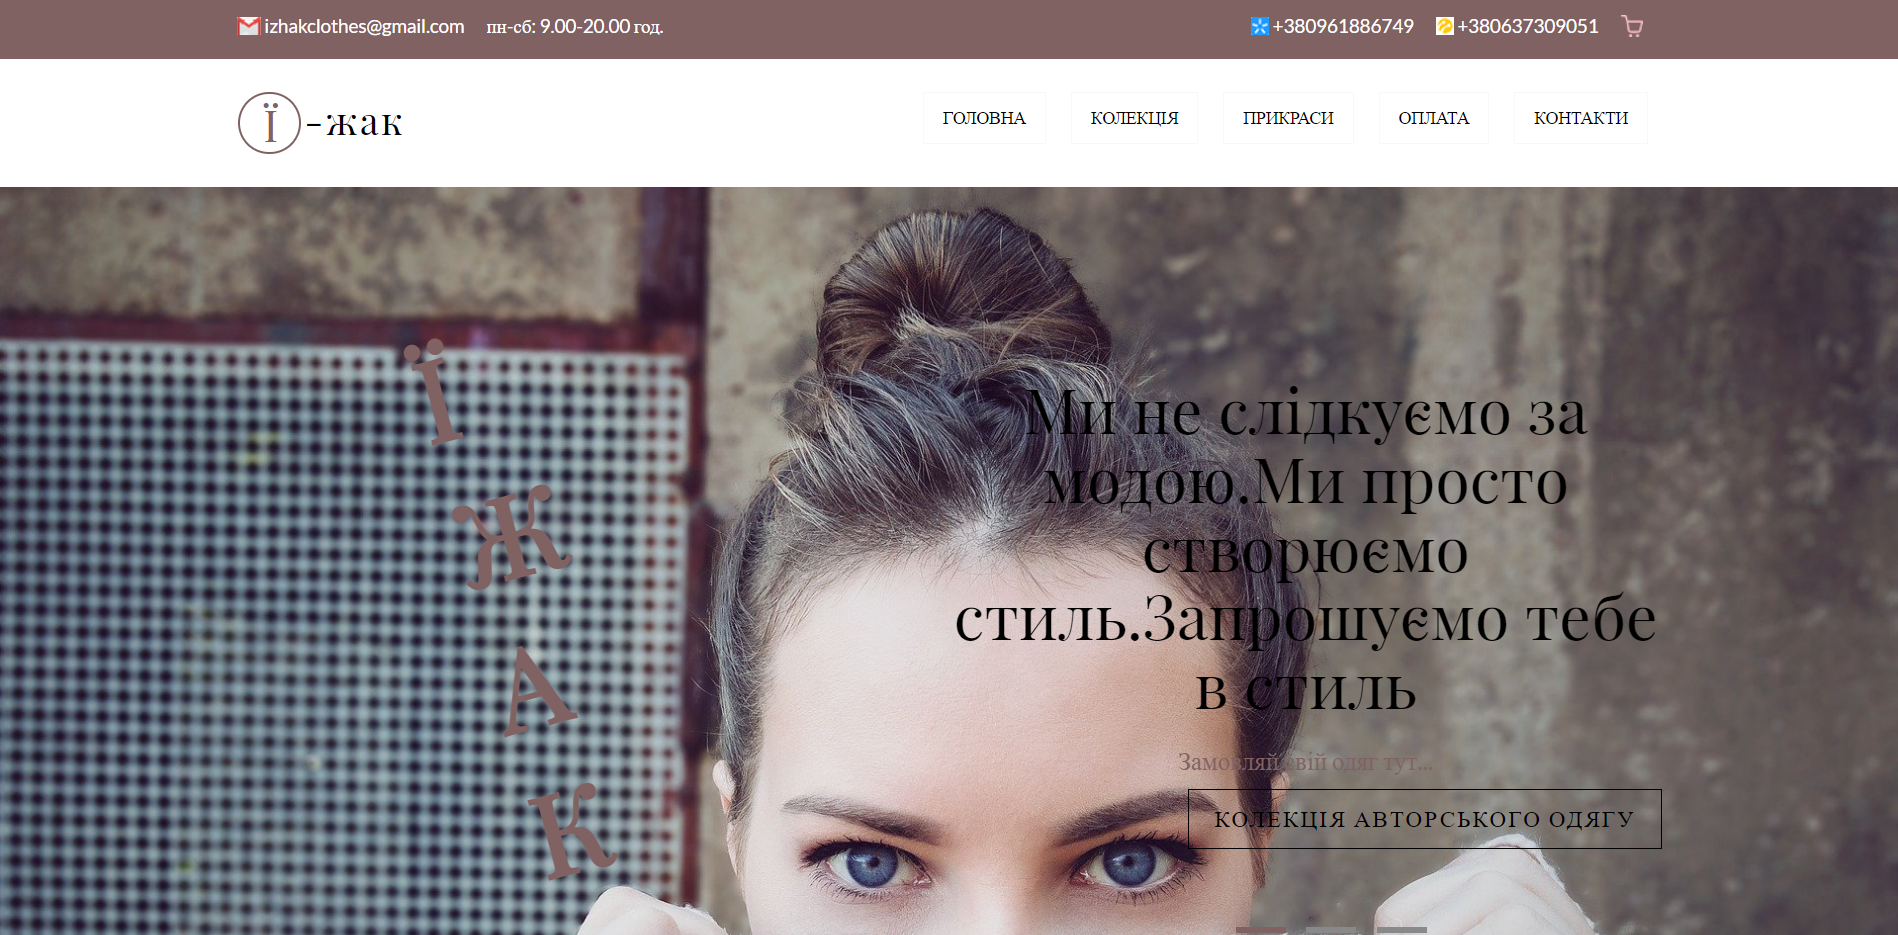 izhakclothes@gmail.com пн-сб: 9.00-20.00 год. +380961886749 +380637309051
Ї-жак
ГОЛОВНА КОЛЕКЦІЯ ПРИКРАСИ ОПЛАТА КОНТАКТИ
Ї
Ж
А
К
Ми не слідкуємо за
модою.Ми просто
створюємо
стиль.Запрошуємо тебе
в стиль
Замовляй свій одяг тут...
КОЛЕКЦІЯ АВТОРСЬКОГО ОДЯГУ